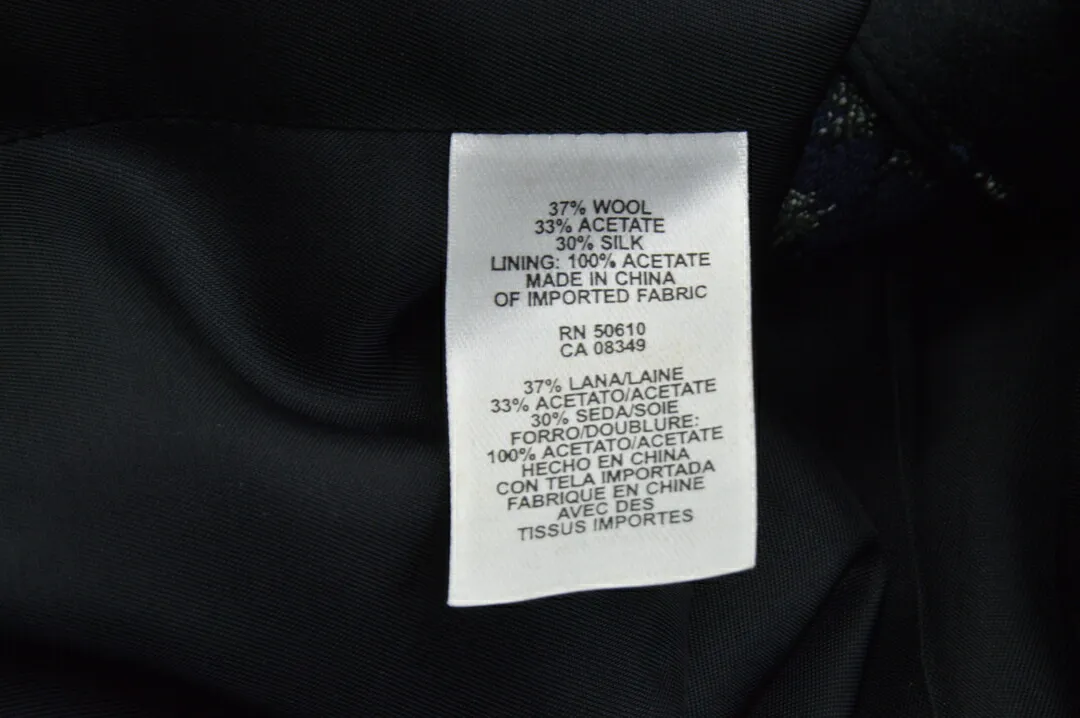 37% WOOL
33% ACETATE
30% SILK
LINING: 100% ACETATE
MADE IN CHINA
OF IMPORTED FABRIC
RN 50610
CA 08349
37% LANA/LAINE
33% ACETATO/ACETATE
30% SEDA/SOIE
FORRO/DOUBLURE:
100% ACETATO/ACETATE
HECHO EN CHINA
CON TELA IMPORTADA
FABRIQUE EN CHINE
AVEC DES
TISSUS IMPORTES